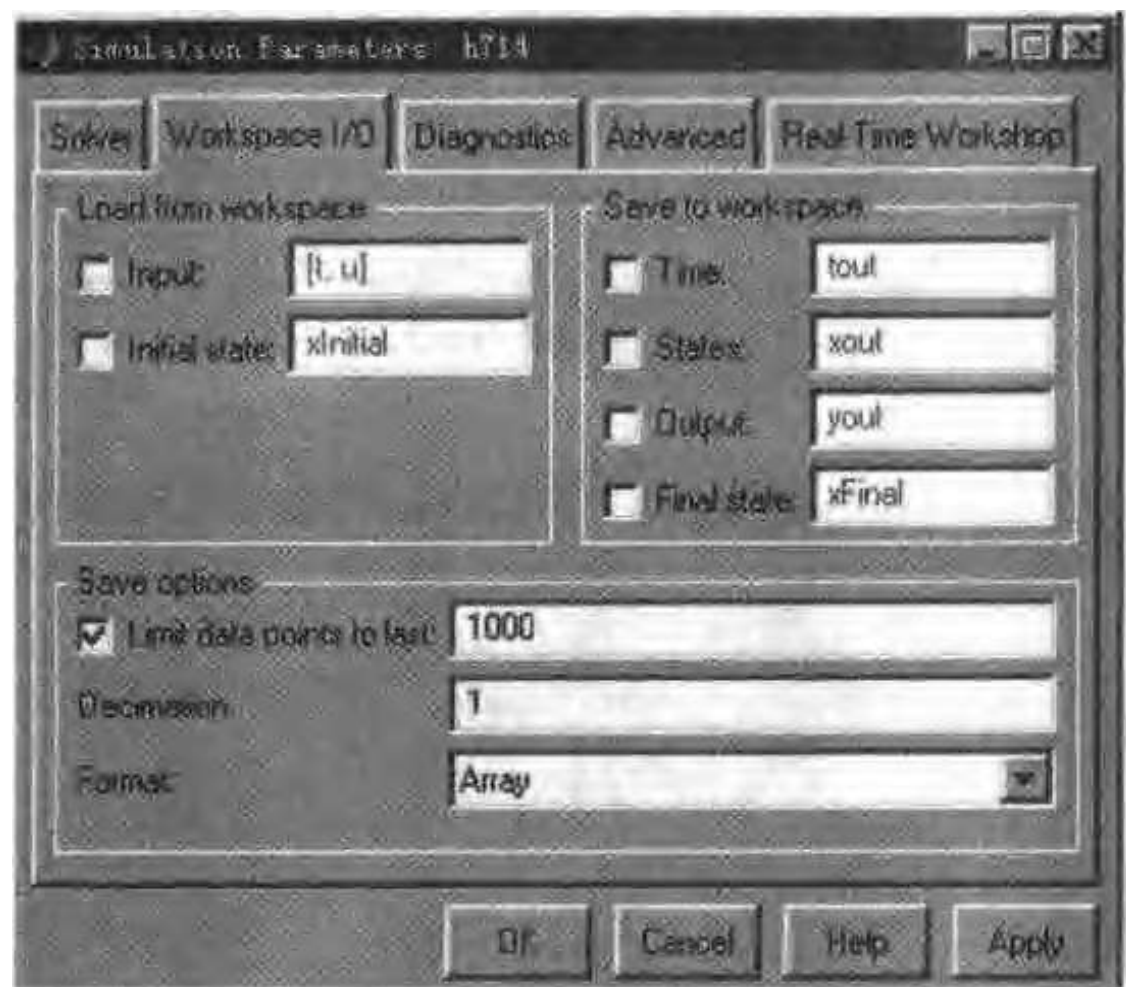 Simulation Parameters: h714
Solver Workspace I/O Diagnostics Advanced Real-Time Workshop
Load from workspace
Input: [t, u]
Initial state: xInitial
Save to workspace
Time: tout
States: xout
Output: yout
Final state: xFinal
Save options
Limit data points to last: 1000
Decimation: 1
Format: Array
OK Cancel Help Apply